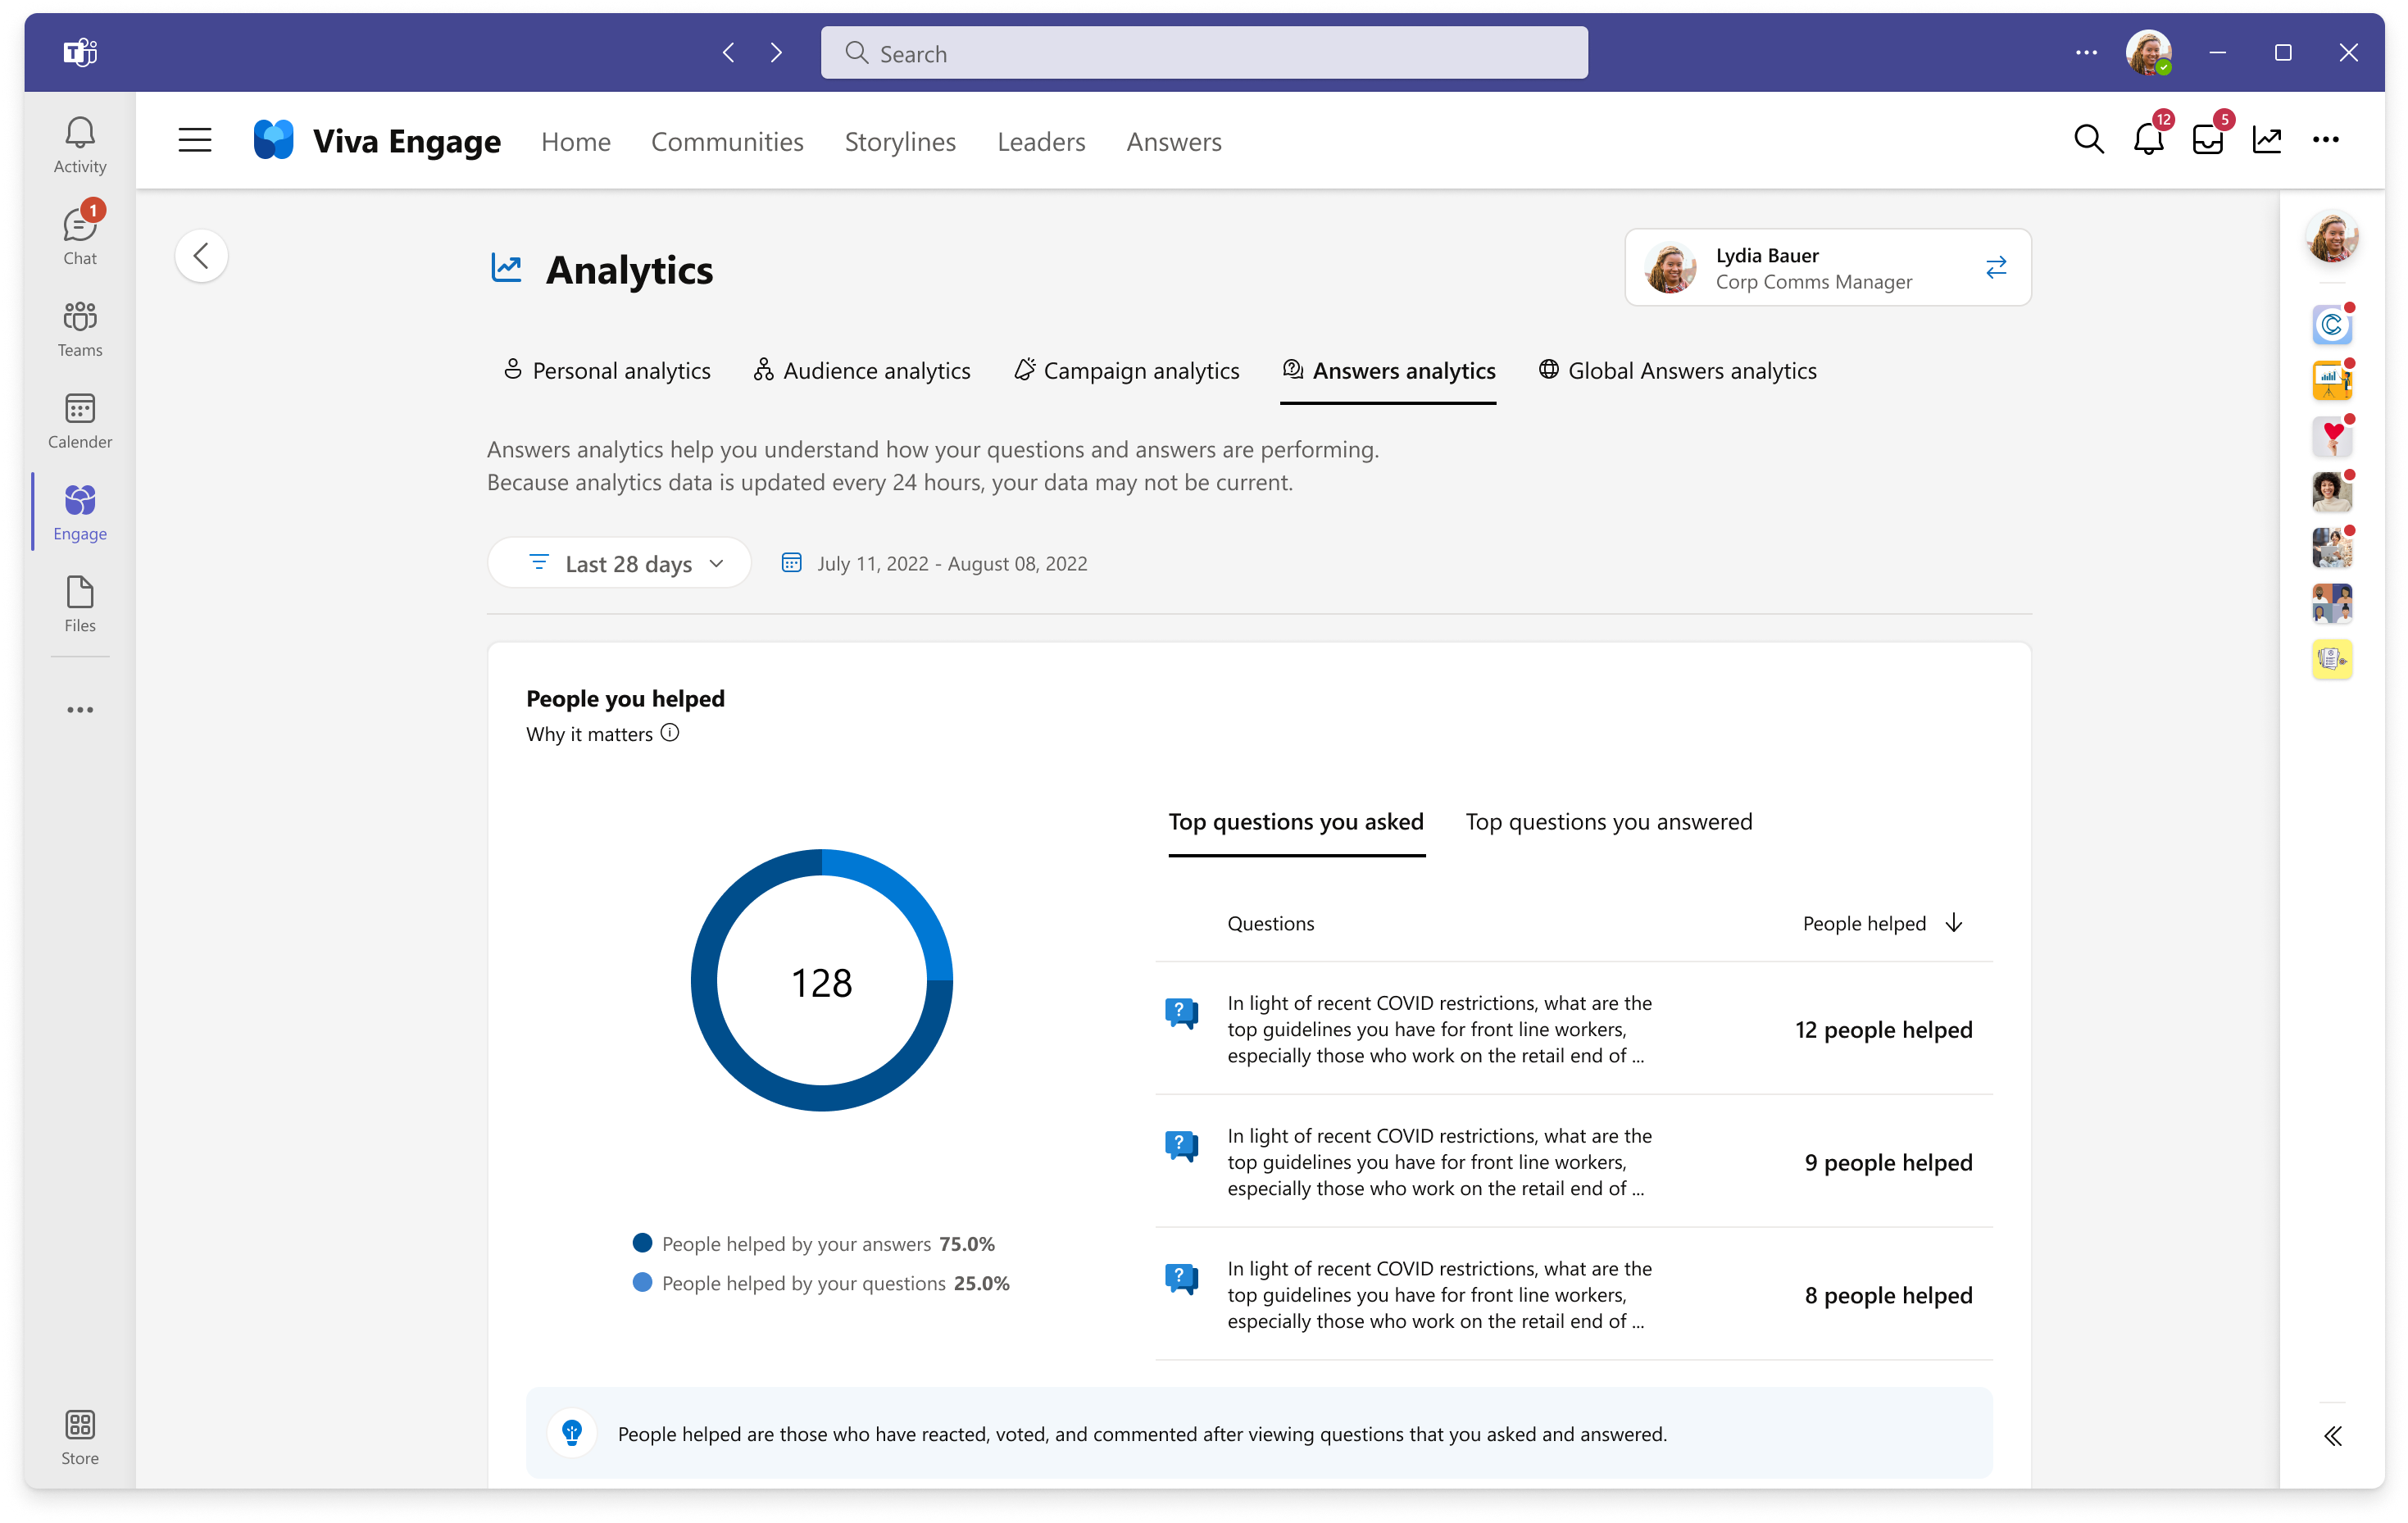 Search
Activity
1
Chat
Teams
Calender
Engage
Files
Store
Viva Engage
Home
Communities
Storylines
Leaders
Answers
12
5
Analytics
Lydia Bauer
Corp Comms Manager
Personal analytics
Audience analytics
Campaign analytics
Answers analytics
Global Answers analytics
Answers analytics help you understand how your questions and answers are performing.
Because analytics data is updated every 24 hours, your data may not be current.
Last 28 days
July 11, 2022 - August 08, 2022
People you helped
Why it matters
128
People helped by your answers 75.0%
People helped by your questions 25.0%
Top questions you asked
Top questions you answered
Questions
People helped
In light of recent COVID restrictions, what are the
top guidelines you have for front line workers,
especially those who work on the retail end of ...
12 people helped
In light of recent COVID restrictions, what are the
top guidelines you have for front line workers,
especially those who work on the retail end of ...
9 people helped
In light of recent COVID restrictions, what are the
top guidelines you have for front line workers,
especially those who work on the retail end of ...
8 people helped
People helped are those who have reacted, voted, and commented after viewing questions that you asked and answered.